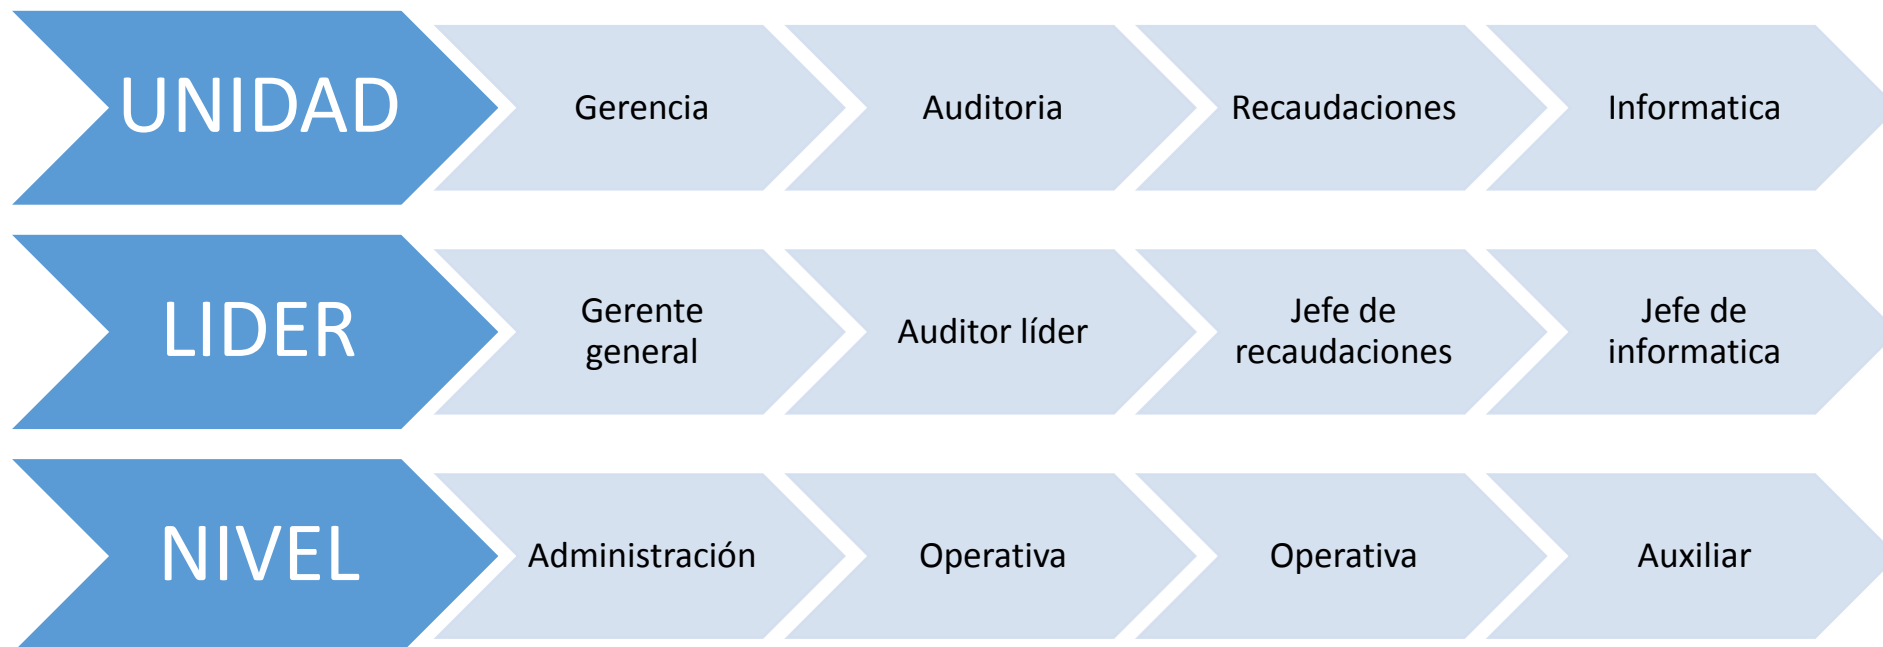 UNIDAD
Gerencia
Auditoria
Recaudaciones
Informatica
LIDER
Gerente
general
Auditor líder
Jefe de
recaudaciones
Jefe de
informatica
NIVEL
Administración
Operativa
Operativa
Auxiliar